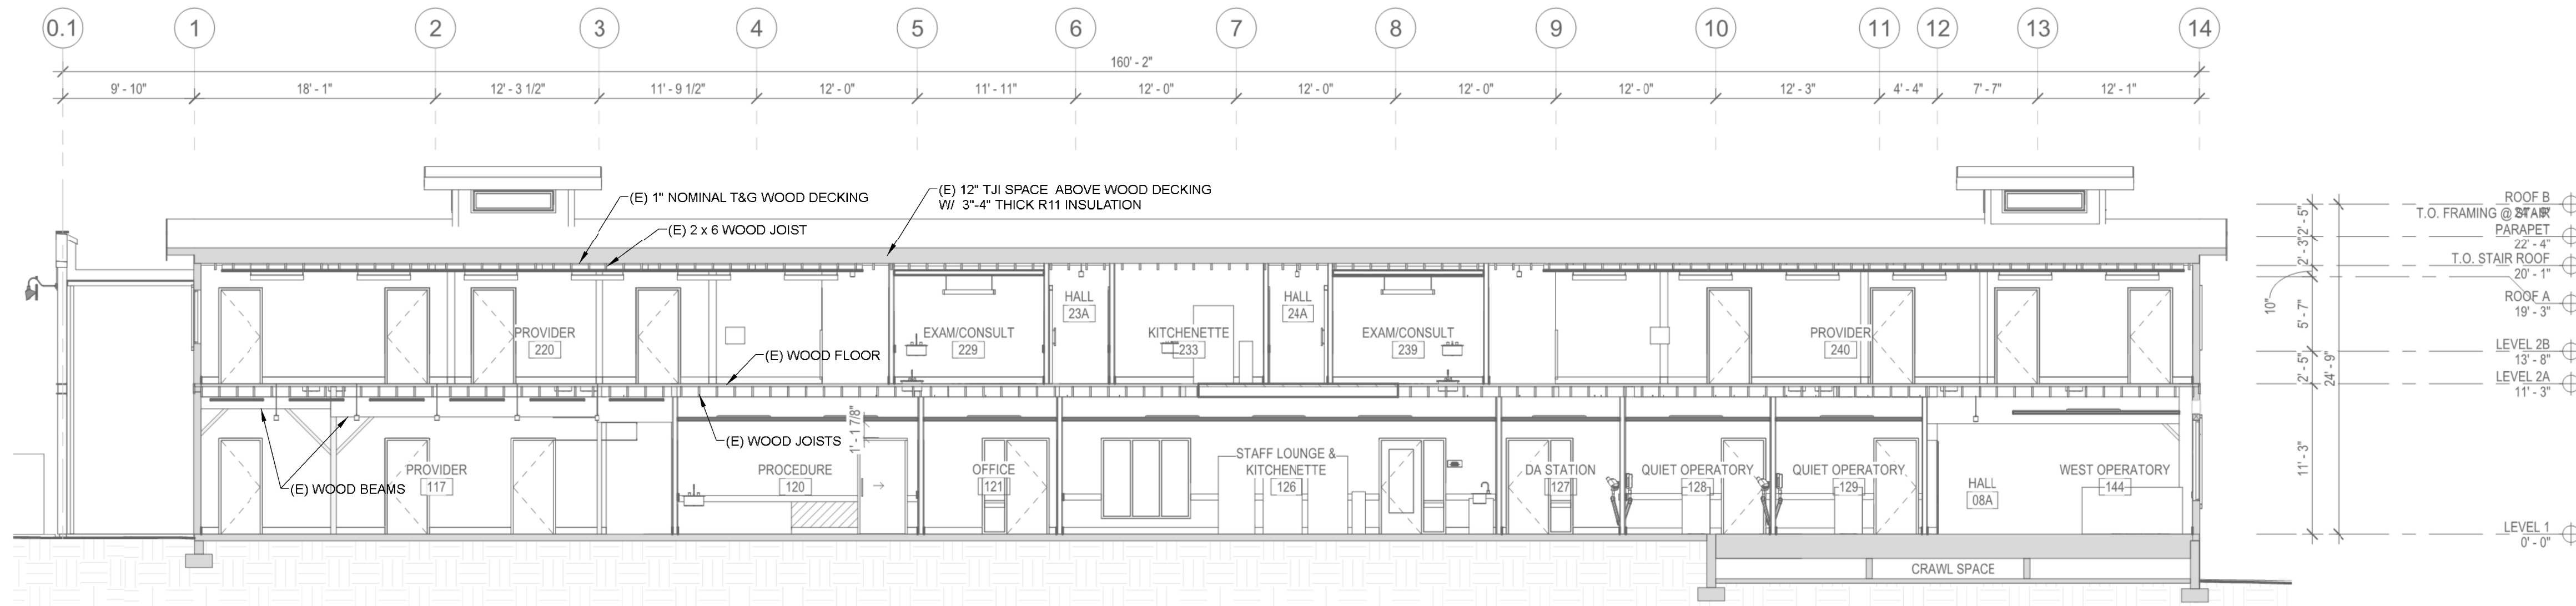 0.1 1 2 3 4 5 6 7 8 9 10 11 12 13 14
160' - 2"
9' - 10" 18' - 1" 12' - 3 1/2" 11' - 9 1/2" 12' - 0" 11' - 11" 12' - 0" 12' - 0" 12' - 0" 12' - 0" 12' - 3" 4' - 4" 7' - 7" 12' - 1"
(E) 1" NOMINAL T&G WOOD DECKING
(E) 12" TJI SPACE ABOVE WOOD DECKING
W/ 3"-4" THICK R11 INSULATION
(E) 2 x 6 WOOD JOIST
ROOF B
T.O. FRAMING @ STAIR
PARAPET
22' - 4"
T.O. STAIR ROOF
20' - 1"
ROOF A
19' - 3"
LEVEL 2B
13' - 8"
LEVEL 2A
11' - 3"
LEVEL 1
0' - 0"
2' - 5"
2' - 3"
2' - 5"
10"
5' - 7"
2' - 5"
11' - 3"
24' - 9"
PROVIDER
220
EXAM/CONSULT
229
HALL
23A
KITCHENETTE
233
HALL
24A
EXAM/CONSULT
239
PROVIDER
240
(E) WOOD FLOOR
(E) WOOD JOISTS
1' - 1 7/8"
(E) WOOD BEAMS
PROVIDER
117
PROCEDURE
120
OFFICE
121
STAFF LOUNGE &
KITCHENETTE
126
DA STATION
127
QUIET OPERATORY
128
QUIET OPERATORY
129
HALL
08A
WEST OPERATORY
144
CRAWL SPACE